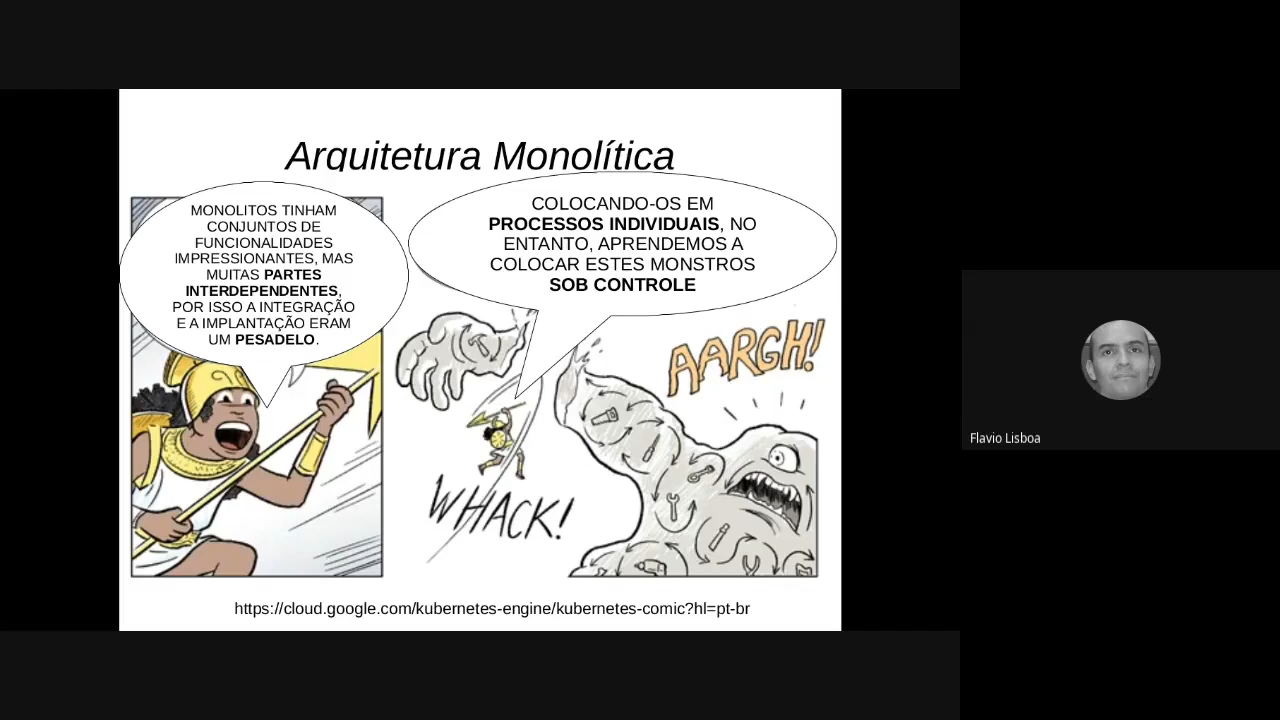 Arquitetura Monolítica
MONOLITOS TINHAM
CONJUNTOS DE
FUNCIONALIDADES
IMPRESSIONANTES, MAS
MUITAS PARTES
INTERDEPENDENTES,
POR ISSO A INTEGRAÇÃO
E A IMPLANTAÇÃO ERAM
UM PESADELO.
COLOCANDO-OS EM
PROCESSOS INDIVIDUAIS, NO
ENTANTO, APRENDEMOS A
COLOCAR ESTES MONSTROS
SOB CONTROLE
AARGH!
WHACK!
https://cloud.google.com/kubernetes-engine/kubernetes-comic?hl=pt-br
Flavio Lisboa